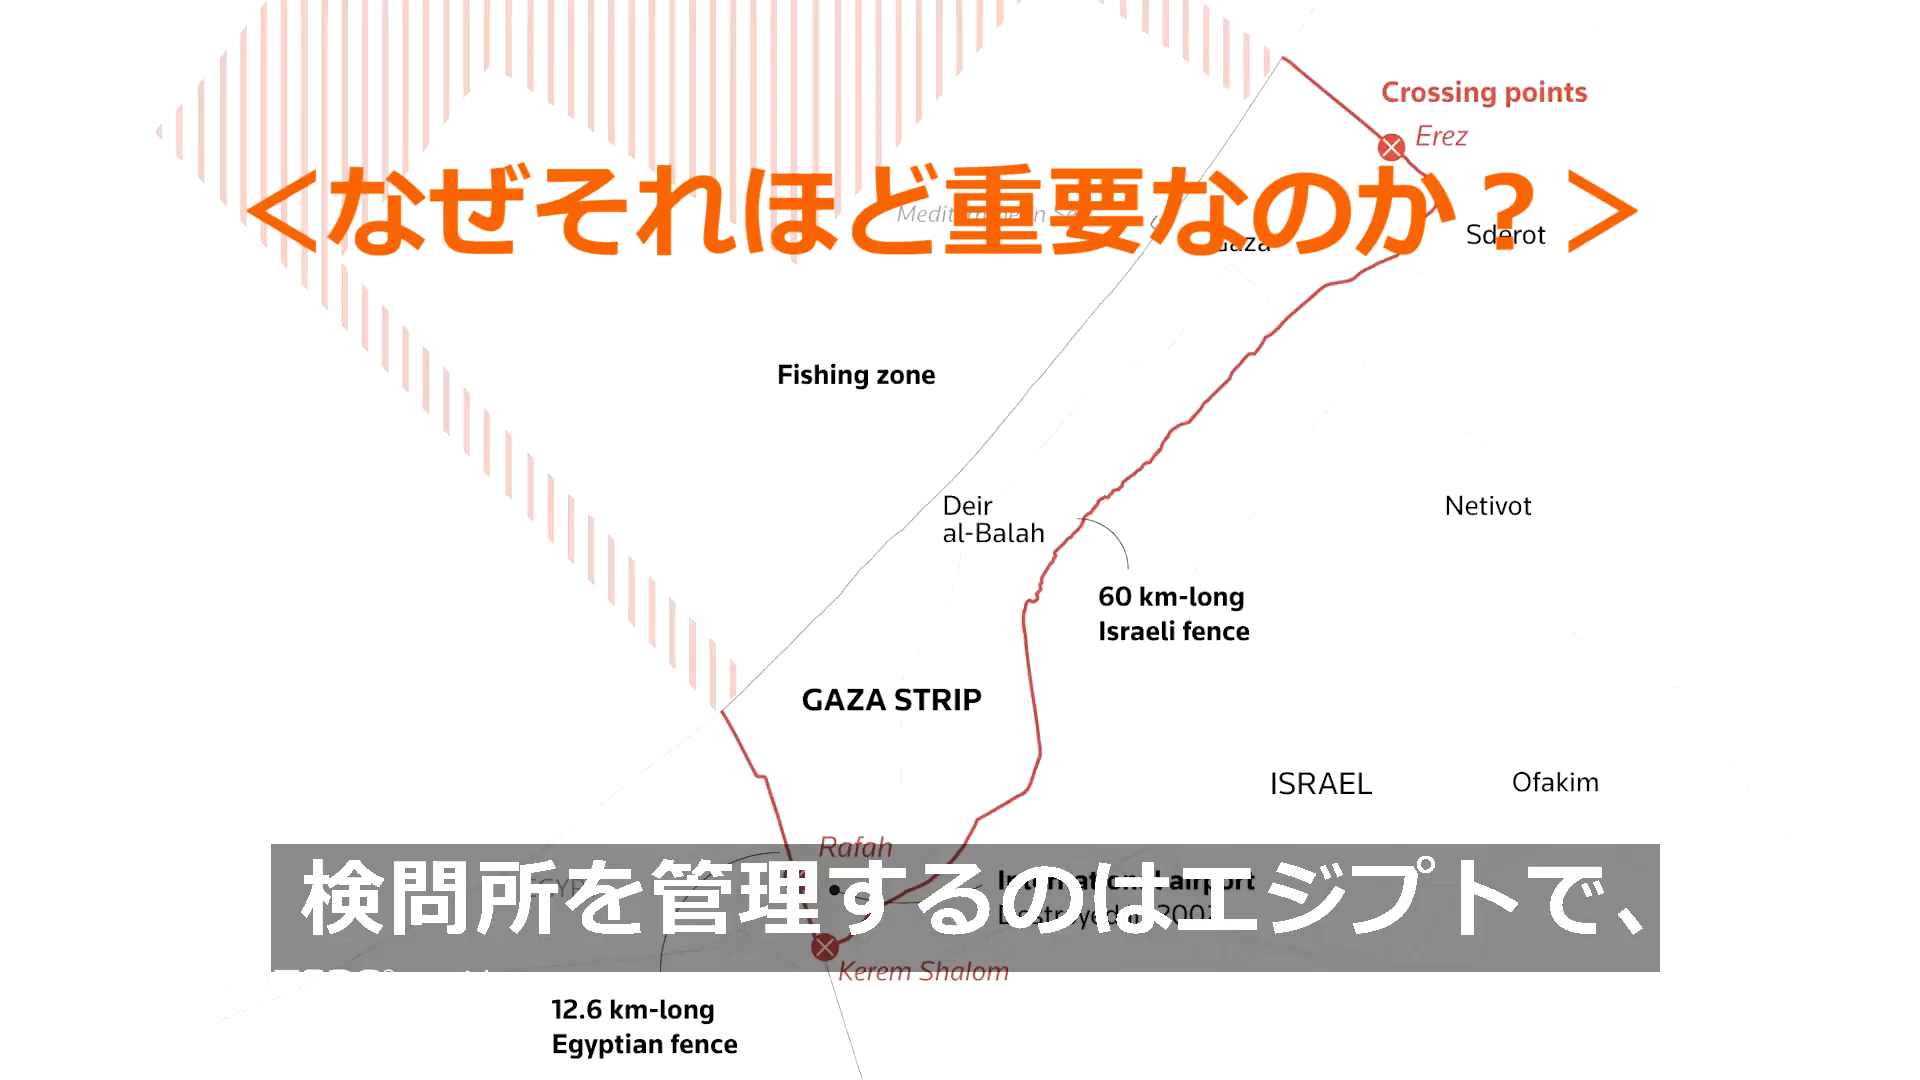 Crossing points
Erez
<なぜそれほど重要なのか？>
Sderot
Fishing zone
Deir
al-Balah
Netivot
60 km-long
Israeli fence
GAZA STRIP
ISRAEL
Ofakim
Rafah
International airport
検問所を管理するのはエジプトで、
Kerem Shalom
12.6 km-long
Egyptian fence